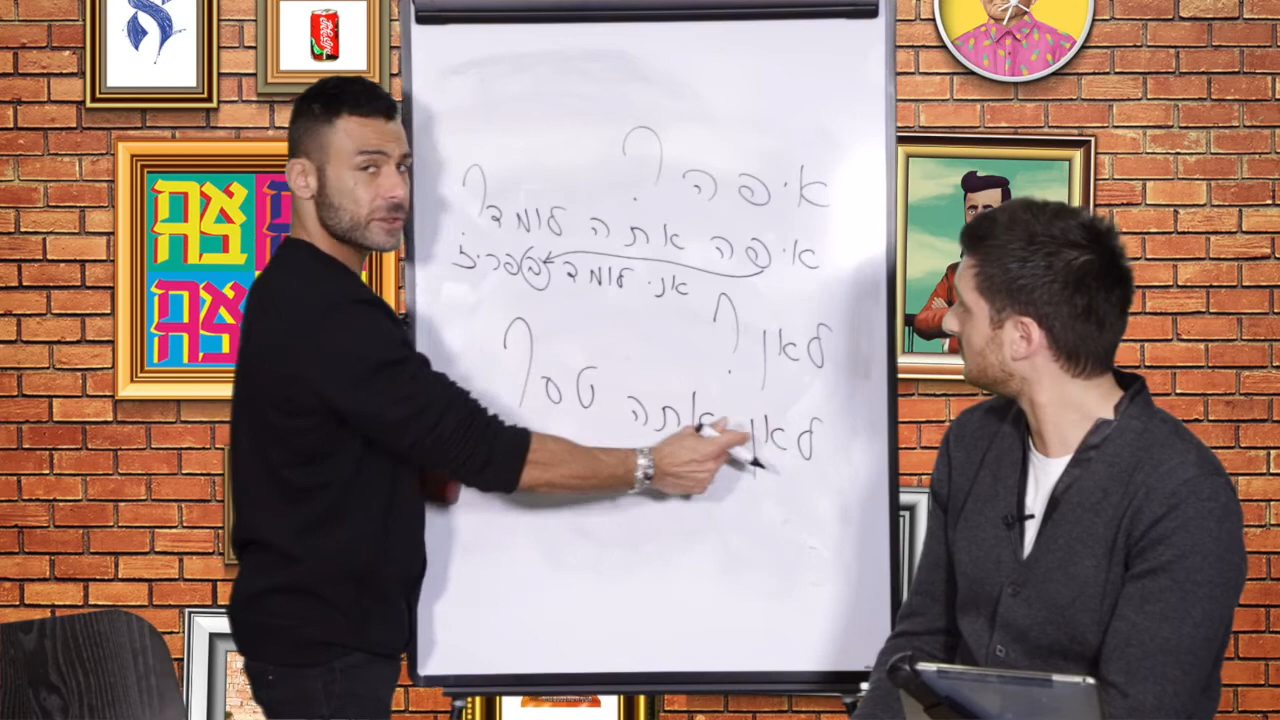 איפה?
איפה אתה לומד?
אני לומד בפריז
לאן?
לאן אתה טס?